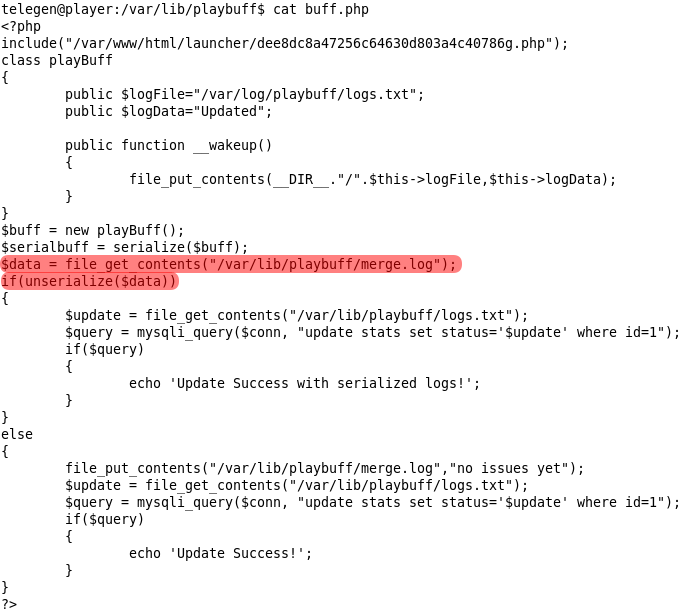 telegen@player:/var/lib/playbuff$ cat buff.php
<?php
include("/var/www/html/launcher/dee8dc8a47256c64630d803a4c40786g.php");
class playBuff
{
        public $logFile="/var/log/playbuff/logs.txt";
        public $logData="Updated";

        public function __wakeup()
        {
                file_put_contents(__DIR__."/".$this->logFile,$this->logData);
        }
}
$buff = new playBuff();
$serialbuff = serialize($buff);
$data = file_get_contents("/var/lib/playbuff/merge.log");
if(unserialize($data))
{
        $update = file_get_contents("/var/lib/playbuff/logs.txt");
        $query = mysqli_query($conn, "update stats set status='$update' where id=1");
        if($query)
        {
                echo 'Update Success with serialized logs!';
        }
}
else
{
        file_put_contents("/var/lib/playbuff/merge.log","no issues yet");
        $update = file_get_contents("/var/lib/playbuff/logs.txt");
        $query = mysqli_query($conn, "update stats set status='$update' where id=1");
        if($query)
        {
                echo 'Update Success!';
        }
}
?>